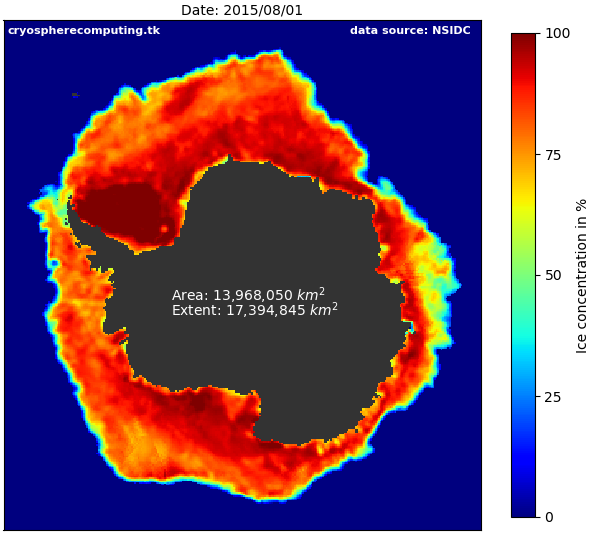 Date: 2015/08/01
cryospherecomputing.tk data source: NSIDC
Area: 13,968,050 km²
Extent: 17,394,845 km²
100
75
50
25
0
Ice concentration in %